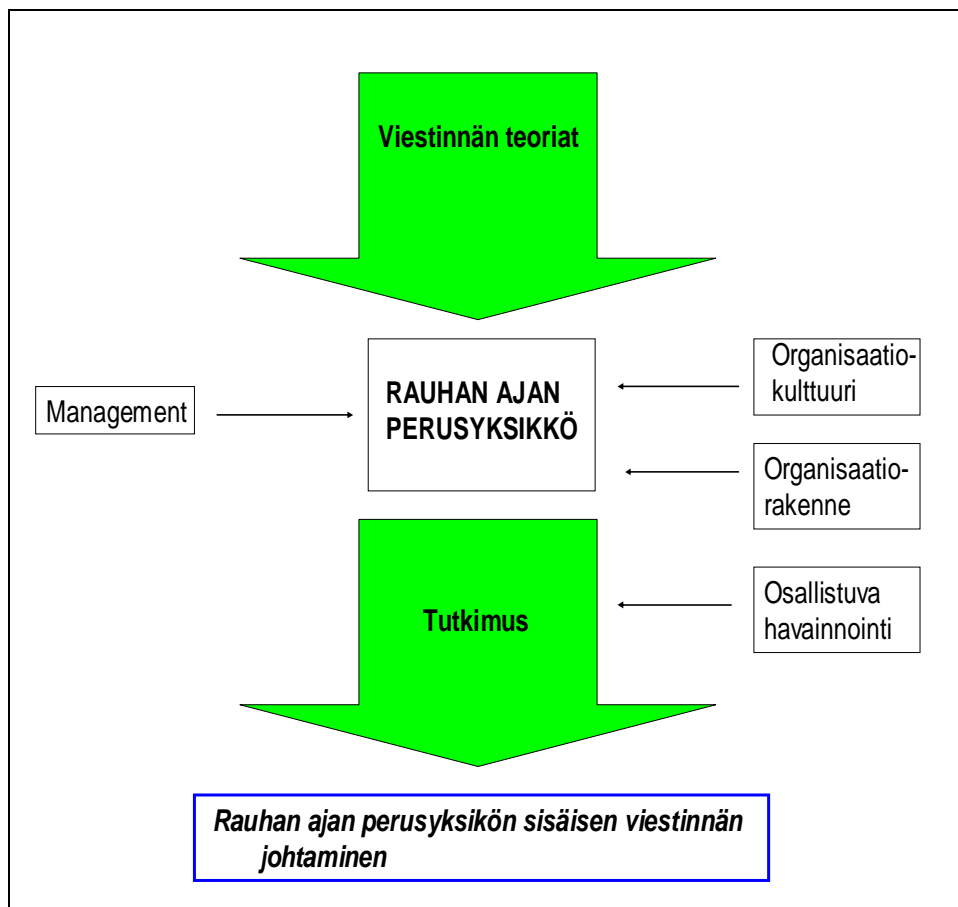 Viestinnän teoriat
Management
RAUHAN AJAN
PERUSYKSIKKÖ
Organisaatio-
kulttuuri
Organisaatio-
rakenne
Tutkimus
Osallistuva
havainnointi
Rauhan ajan perusyksikön sisäisen viestinnän
johtaminen